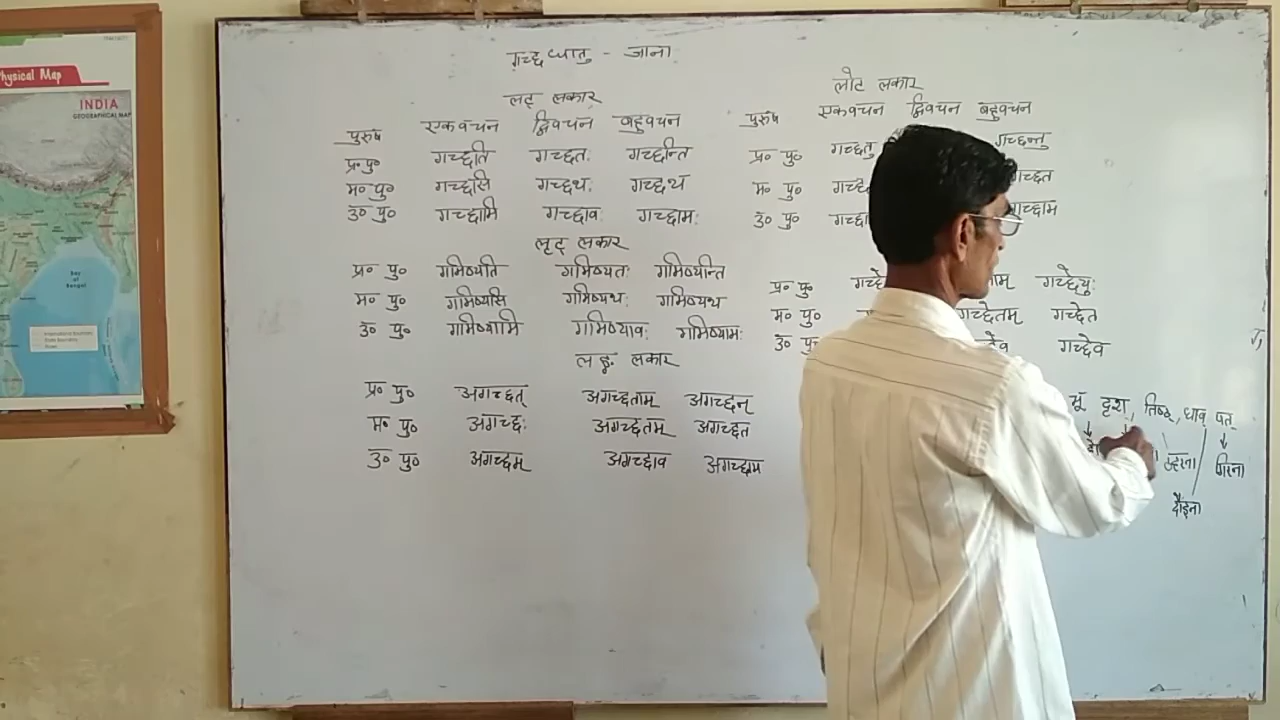 गच्छ धातु - जाना
लट् लकार
पुरुष एकवचन द्विवचन बहुवचन
प्र० पु० गच्छति गच्छतः गच्छन्ति
म० पु० गच्छसि गच्छथः गच्छथ
उ० पु० गच्छामि गच्छावः गच्छामः
लृट् लकार
प्र० पु० गमिष्यति गमिष्यतः गमिष्यन्ति
म० पु० गमिष्यसि गमिष्यथः गमिष्यथ
उ० पु० गमिष्यामि गमिष्यावः गमिष्यामः
लङ्ग लकार
प्र० पु० अगच्छत् अगच्छताम् अगच्छन्
म० पु० अगच्छः अगच्छतम् अगच्छत
उ० पु० अगच्छम् अगच्छाव अगच्छाम
लोट लकार
पुरुष एकवचन द्विवचन बहुवचन
प्र० पु० गच्छतु गच्छन्तु
म० पु० गच्छत
उ० पु० गच्छाम
प्र० पु० गच्छेयुः
म० पु० गच्छेतम् गच्छेत
उ० पु० गच्छेव
भू दृश, तिष्ठ, धाव् पत्
ठहरना गिरना
दौड़ना
Physical Map
INDIA
GEOGRAPHICAL MAP
Bay of Bengal